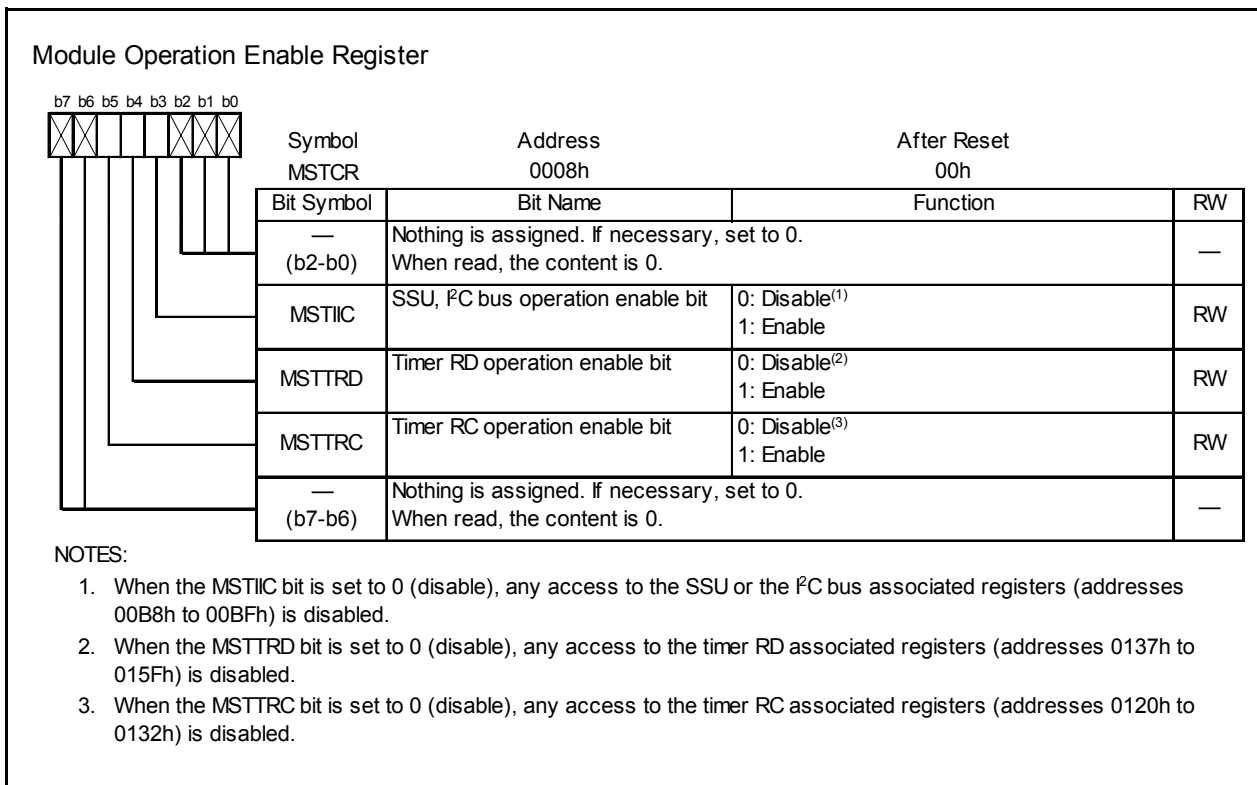 Module Operation Enable Register
b7 b6 b5 b4 b3 b2 b1 b0
Symbol Address After Reset
MSTCR 0008h 00h
Bit Symbol Bit Name Function RW
—
(b2-b0)
Nothing is assigned. If necessary, set to 0.
When read, the content is 0.
—
MSTIIC
SSU, I²C bus operation enable bit
0: Disable(1)
1: Enable
RW
MSTTRD
Timer RD operation enable bit
0: Disable(2)
1: Enable
RW
MSTTRC
Timer RC operation enable bit
0: Disable(3)
1: Enable
RW
—
(b7-b6)
Nothing is assigned. If necessary, set to 0.
When read, the content is 0.
—
NOTES:
1. When the MSTIIC bit is set to 0 (disable), any access to the SSU or the I²C bus associated registers (addresses
00B8h to 00BFh) is disabled.
2. When the MSTTRD bit is set to 0 (disable), any access to the timer RD associated registers (addresses 0137h to
015Fh) is disabled.
3. When the MSTTRC bit is set to 0 (disable), any access to the timer RC associated registers (addresses 0120h to
0132h) is disabled.